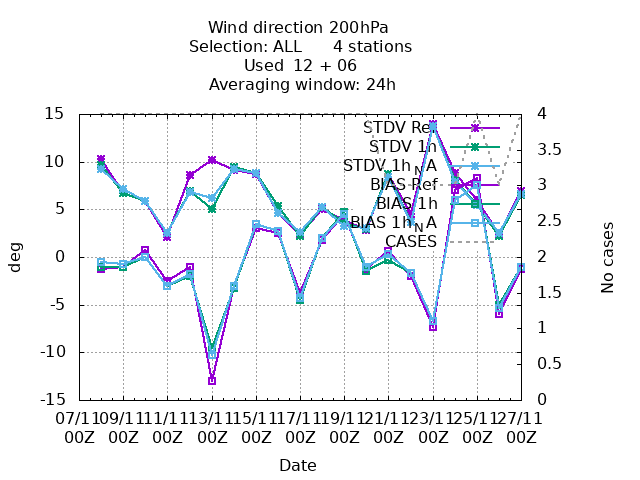 Wind direction 200hPa
Selection: ALL 4 stations
Used 12 + 06
Averaging window: 24h
STDV Ref
STDV 1h
STDV 1h_NA
BIAS Ref
BIAS 1h
BIAS 1h_NA
CASES
deg
15
10
5
0
-5
-10
-15
No cases
4
3.5
3
2.5
2
1.5
1
0.5
0
07/11 09/11 11/11 13/11 15/11 17/11 19/11 21/11 23/11 25/11 27/11
00Z 00Z 00Z 00Z 00Z 00Z 00Z 00Z 00Z 00Z 00Z
Date